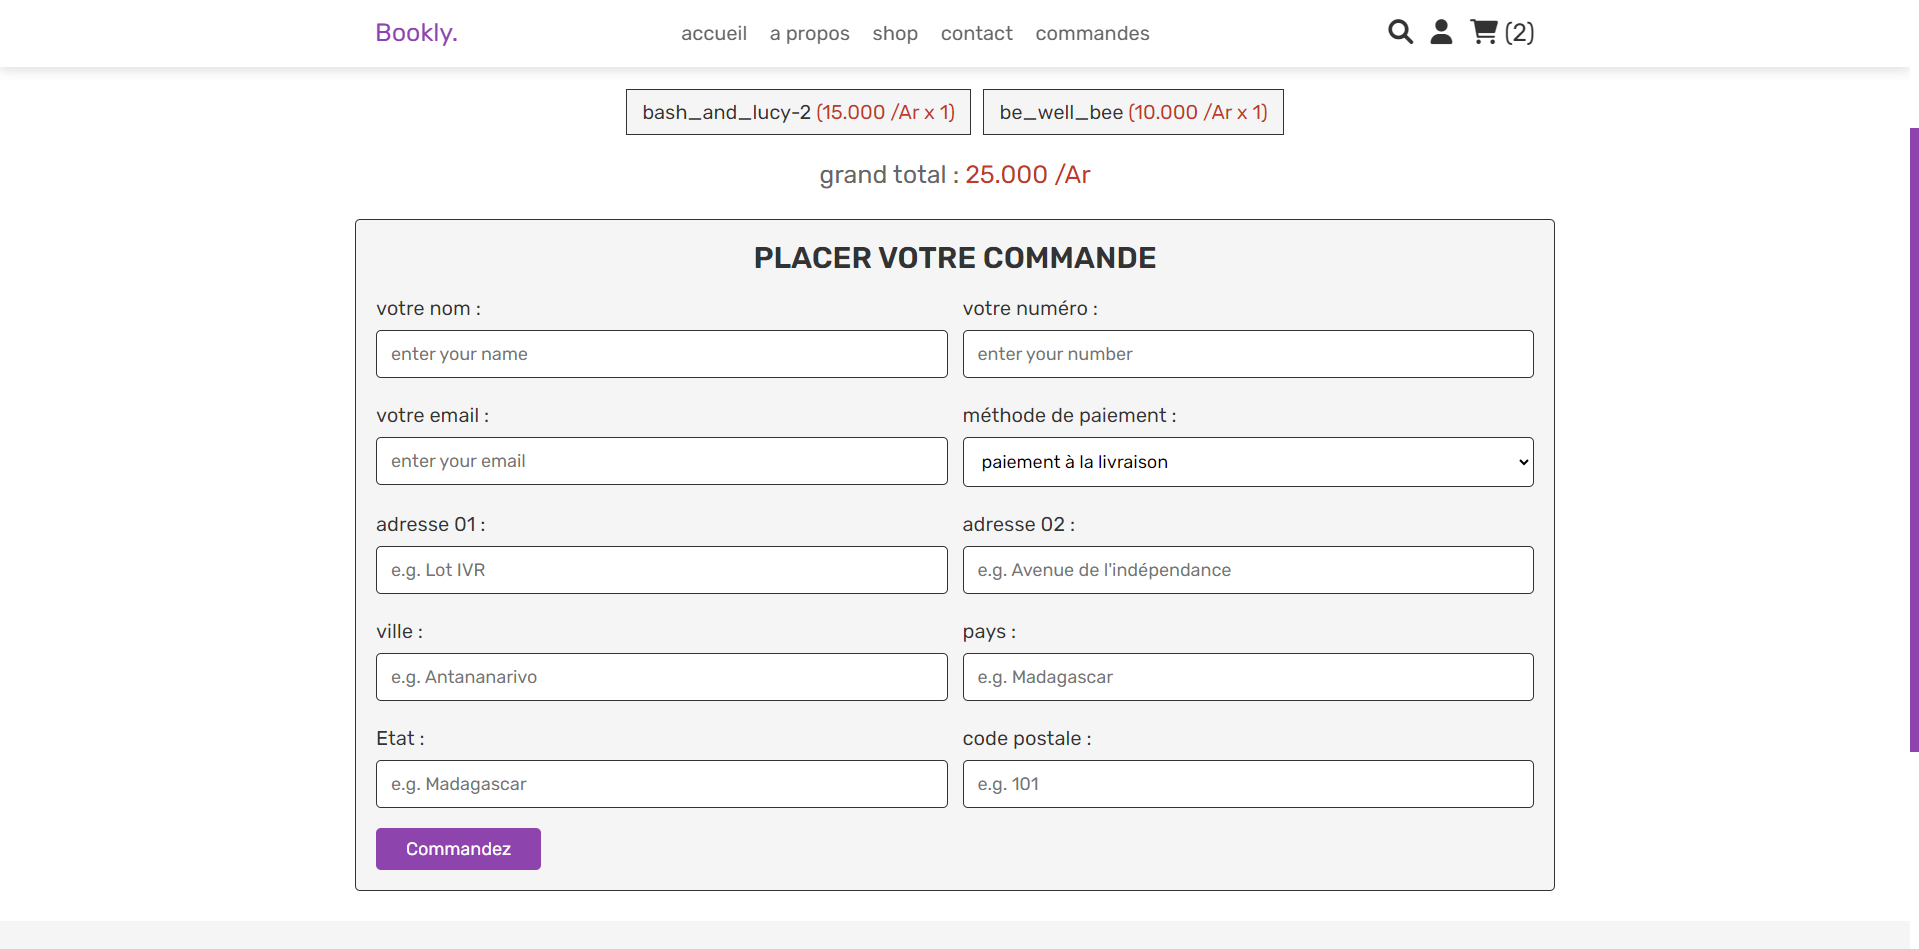 Bookly. accueil a propos shop contact commandes (2)
bash_and_lucy-2 (15.000 /Ar x 1) be_well_bee (10.000 /Ar x 1)
grand total : 25.000 /Ar
PLACER VOTRE COMMANDE
votre nom : votre numéro :
enter your name enter your number
votre email : méthode de paiement :
enter your email paiement à la livraison
adresse 01 : adresse 02 :
e.g. Lot IVR e.g. Avenue de l'indépendance
ville : pays :
e.g. Antananarivo e.g. Madagascar
Etat : code postale :
e.g. Madagascar e.g. 101
Commandez